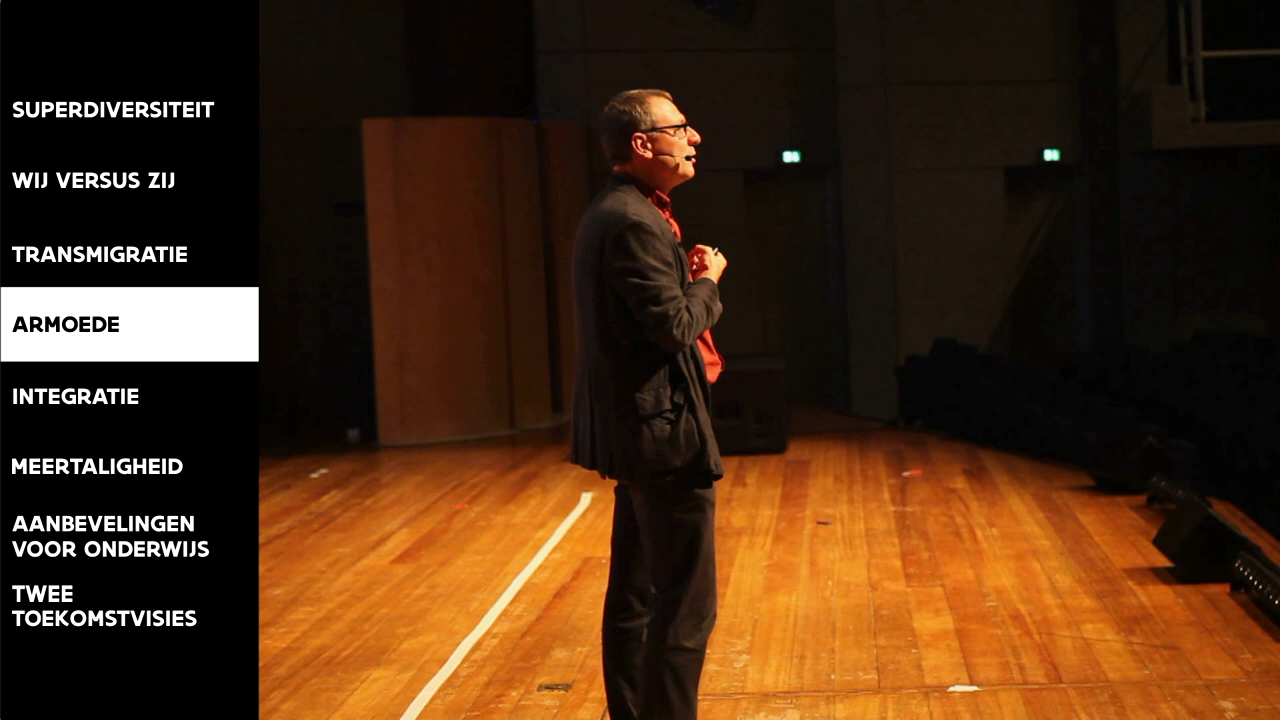 SUPERDIVERSITEIT
WIJ VERSUS ZIJ
TRANSMIGRATIE
ARMOEDE
INTEGRATIE
MEERTALIGHEID
AANBEVELINGEN
VOOR ONDERWIJS
TWEE
TOEKOMSTVISIES